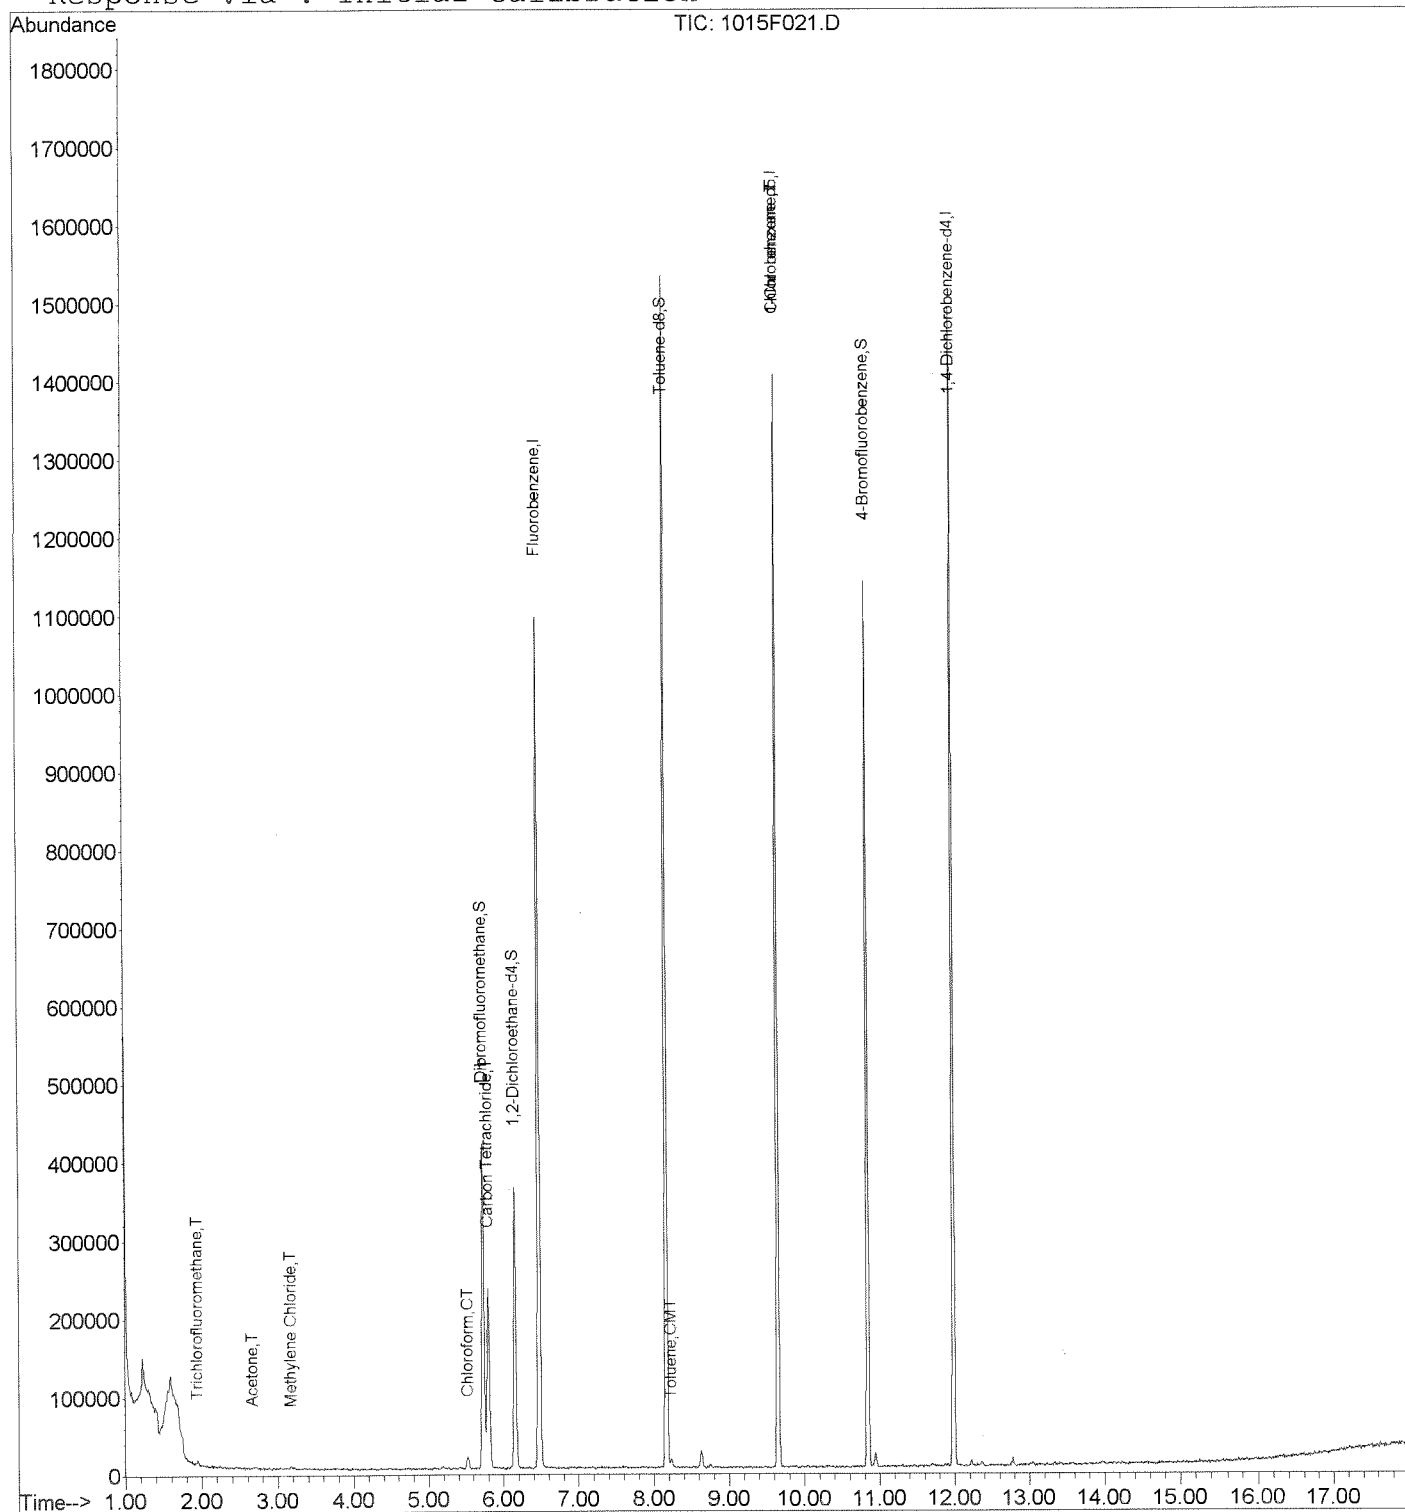 Response via : Initial Calibration
Abundance
TIC: 1015F021.D
1800000
1700000
1600000
1500000
1400000
1300000
1200000
1100000
1000000
900000
800000
700000
600000
500000
400000
300000
200000
100000
0
Trichlorofluoromethane,T
Acetone,T
Methylene Chloride,T
Chloroform,CT
Dibromofluoromethane,S
Carbon Tetrachloride,T
1,2-Dichloroethane-d4,S
Fluorobenzene,I
Toluene-d8,S
Toluene,CMT
4-Bromofluorobenzene,S
1,4-Dichlorobenzene-d4,I
Time--> 1.00 2.00 3.00 4.00 5.00 6.00 7.00 8.00 9.00 10.00 11.00 12.00 13.00 14.00 15.00 16.00 17.00